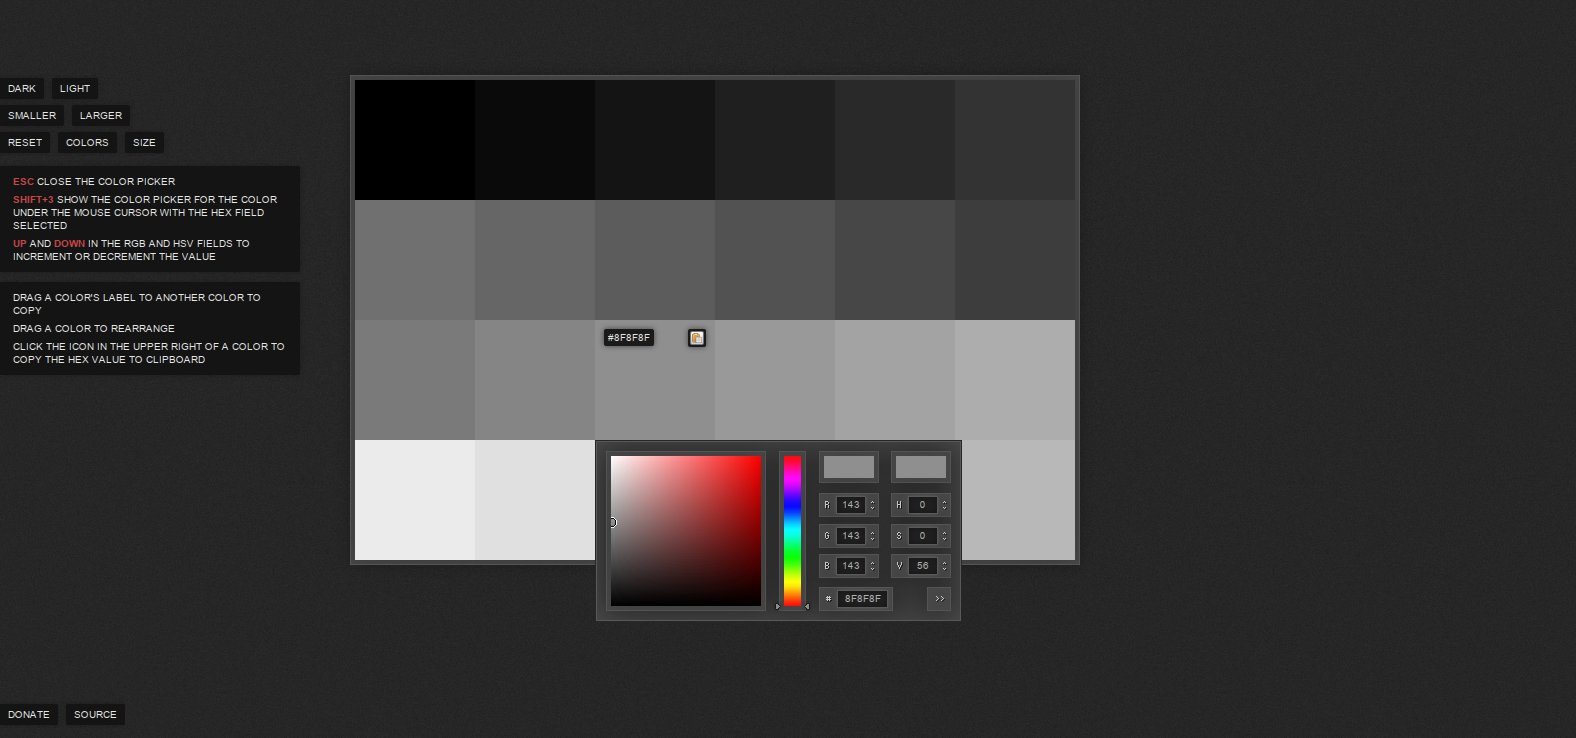 DARK LIGHT
SMALLER LARGER
RESET COLORS SIZE
ESC CLOSE THE COLOR PICKER
SHIFT+3 SHOW THE COLOR PICKER FOR THE COLOR
UNDER THE MOUSE CURSOR WITH THE HEX FIELD
SELECTED
UP AND DOWN IN THE RGB AND HSV FIELDS TO
INCREMENT OR DECREMENT THE VALUE
DRAG A COLOR'S LABEL TO ANOTHER COLOR TO
COPY
DRAG A COLOR TO REARRANGE
CLICK THE ICON IN THE UPPER RIGHT OF A COLOR TO
COPY THE HEX VALUE TO CLIPBOARD
#8F8F8F
R 143 H 0
G 143 S 0
B 143 V 56
# 8F8F8F >>
DONATE SOURCE